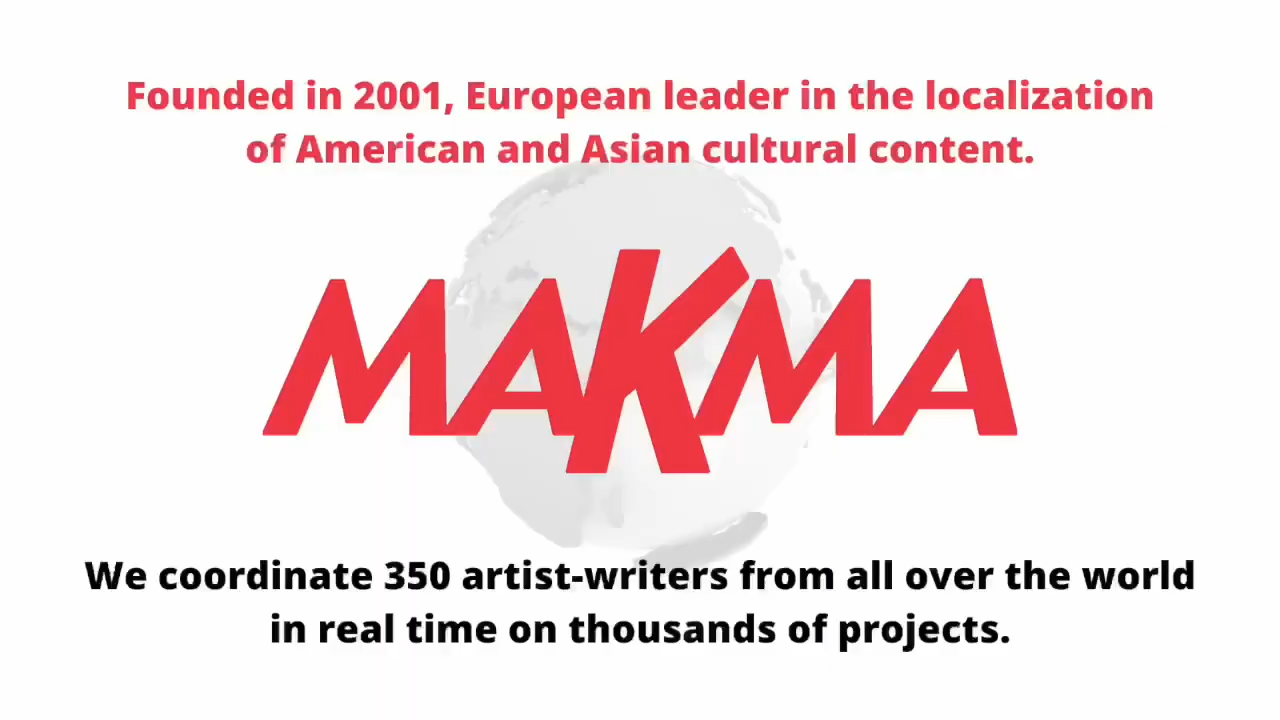 Founded in 2001, European leader in the localization
of American and Asian cultural content.
MAKMA
We coordinate 350 artist-writers from all over the world
in real time on thousands of projects.